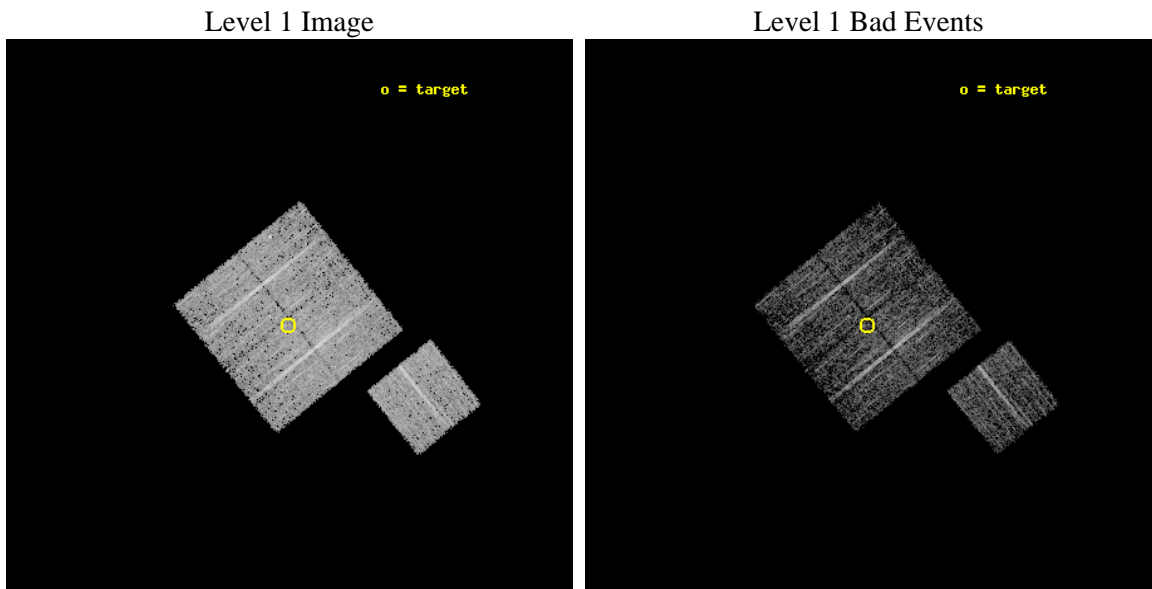 Level 1 Image
Level 1 Bad Events
o = target
o = target